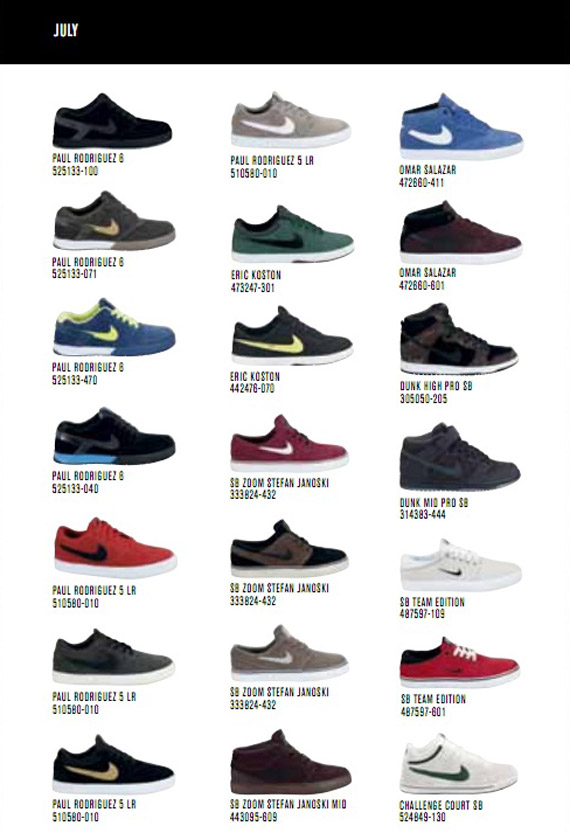 JULY
PAUL RODRIGUEZ 6
525133-100
PAUL RODRIGUEZ 5 LR
510580-010
OMAR SALAZAR
472660-411
PAUL RODRIGUEZ 6
525133-071
ERIC KOSTON
473247-301
OMAR SALAZAR
472660-601
PAUL RODRIGUEZ 6
525133-470
ERIC KOSTON
442476-070
DUNK HIGH PRO SB
305050-205
PAUL RODRIGUEZ 6
525133-040
SB ZOOM STEFAN JANOSKI
333824-432
DUNK MID PRO SB
314383-444
PAUL RODRIGUEZ 5 LR
510580-010
SB ZOOM STEFAN JANOSKI
333824-432
SB TEAM EDITION
487597-109
PAUL RODRIGUEZ 5 LR
510580-010
SB ZOOM STEFAN JANOSKI
333824-432
SB TEAM EDITION
487597-601
PAUL RODRIGUEZ 5 LR
510580-010
SB ZOOM STEFAN JANOSKI MID
443095-609
CHALLENGE COURT SB
524849-130